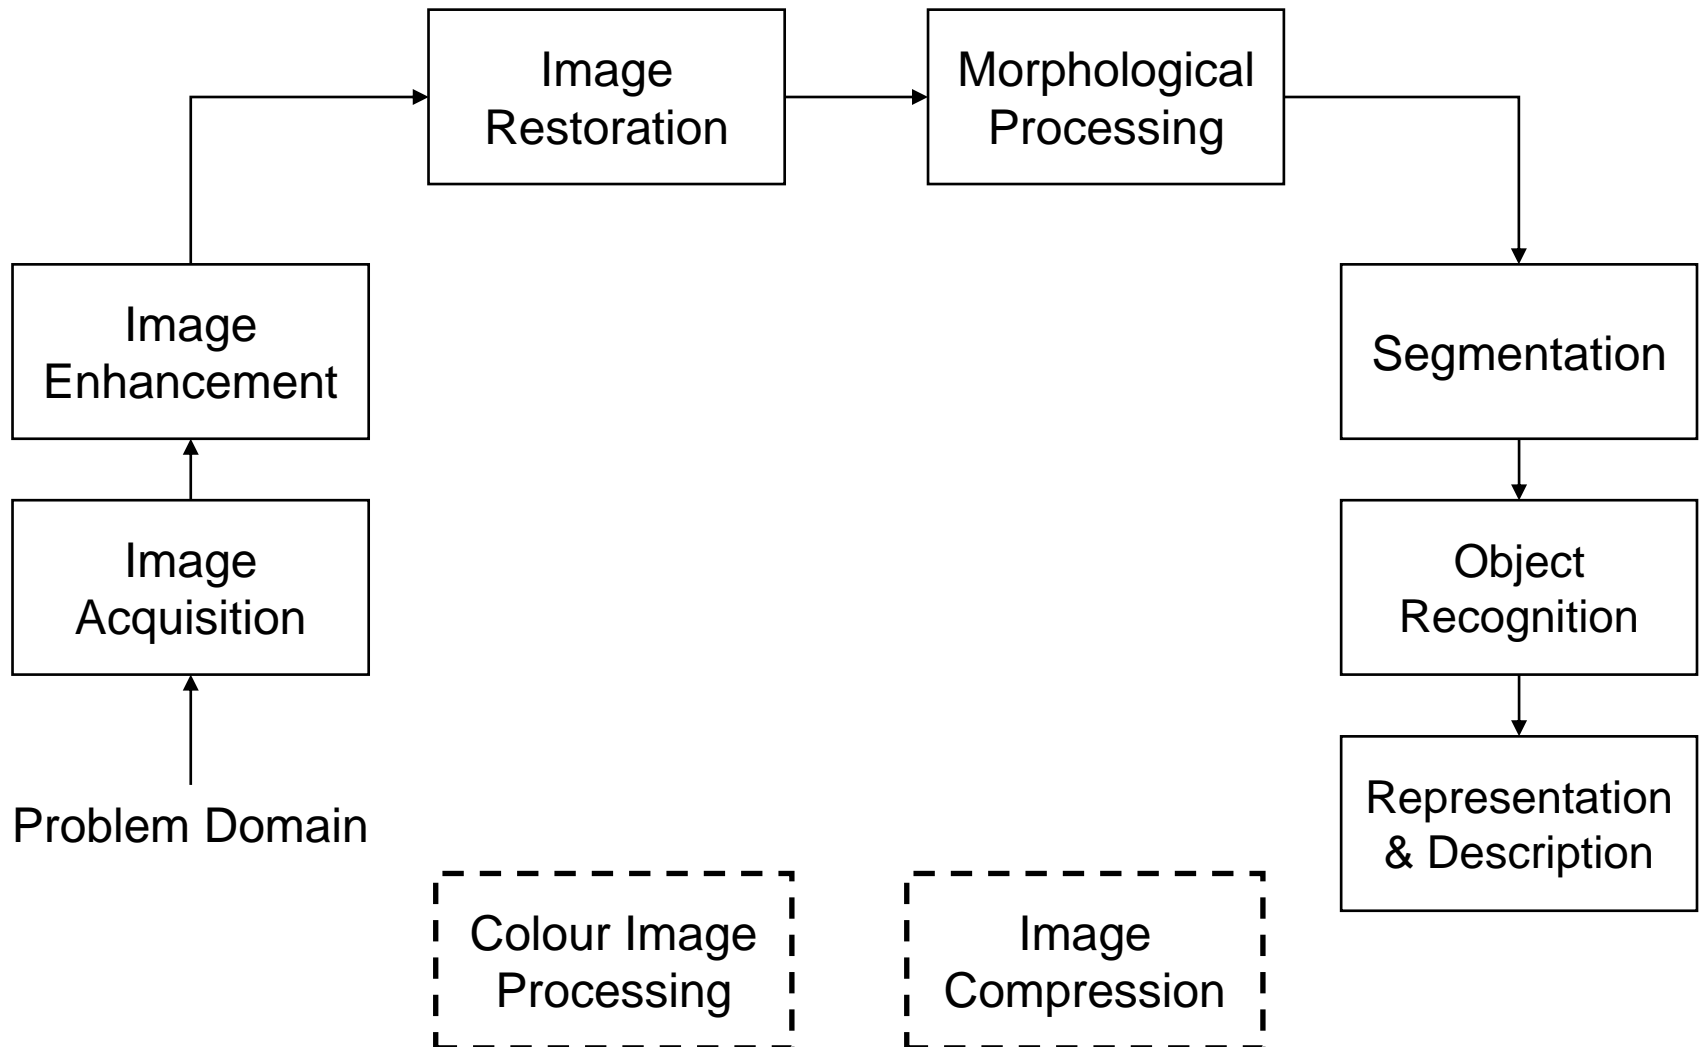 Image
Restoration
Morphological
Processing
Image
Enhancement
Segmentation
Image
Acquisition
Object
Recognition
Problem Domain
Representation
& Description
Colour Image
Processing
Image
Compression